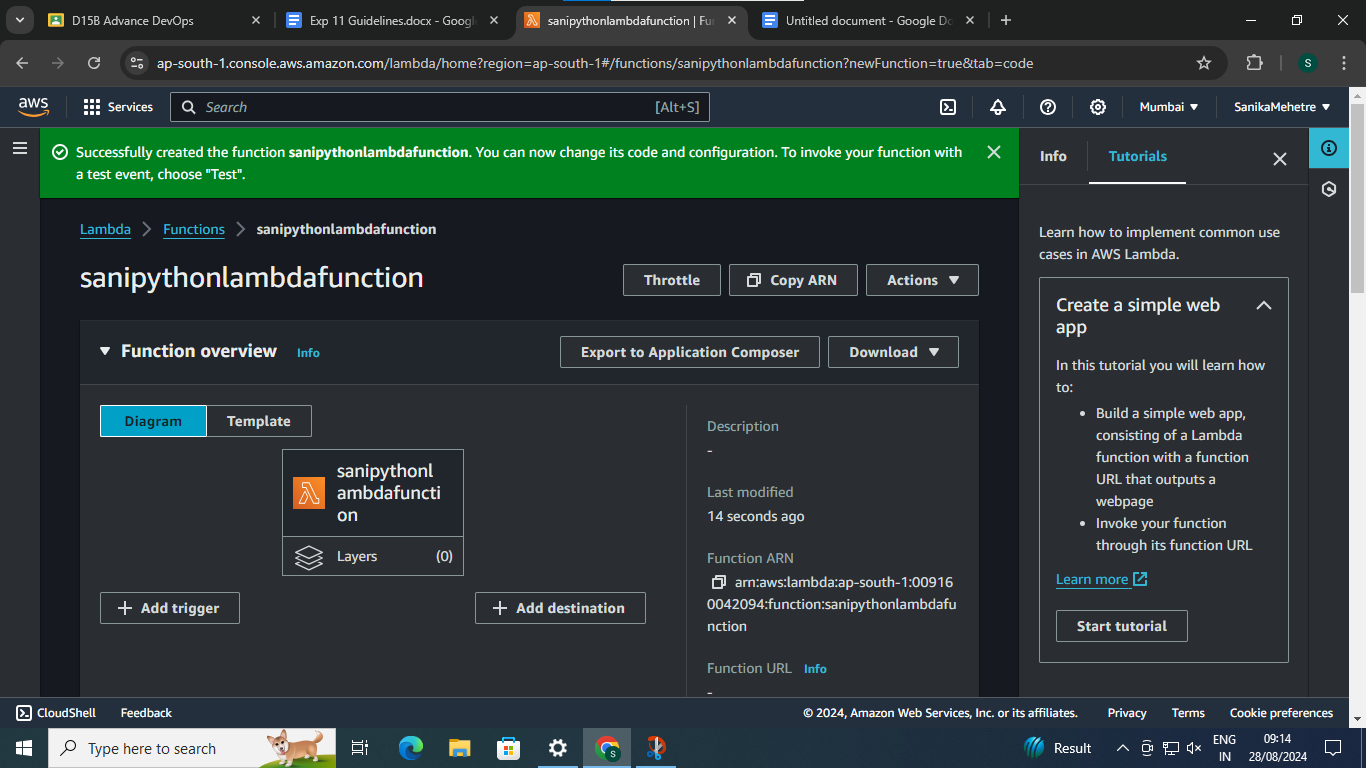 D15B Advance DevOps
Exp 11 Guidelines.docx - Google
sanipythonlambdafunction | Fun
Untitled document - Google Do
ap-south-1.console.aws.amazon.com/lambda/home?region=ap-south-1#/functions/sanipythonlambdafunction?newFunction=true&tab=code
S
aws
Services
Search
[Alt+S]
Mumbai
SanikaMehetre
Successfully created the function sanipythonlambdafunction. You can now change its code and configuration. To invoke your function with
a test event, choose "Test".
Lambda
Functions
sanipythonlambdafunction
sanipythonlambdafunction
Throttle
Copy ARN
Actions
Function overview
Info
Export to Application Composer
Download
Diagram
Template
sanipythonl
ambdafuncti
on
Layers
(0)
Add trigger
Add destination
Description
-
Last modified
14 seconds ago
Function ARN
arn:aws:lambda:ap-south-1:00916
0042094:function:sanipythonlambdafu
nction
Function URL
Info
-
Info
Tutorials
Learn how to implement common use
cases in AWS Lambda.
Create a simple web
app
In this tutorial you will learn how
to:
• Build a simple web app,
consisting of a Lambda
function with a function
URL that outputs a
webpage
• Invoke your function
through its function URL
Learn more
Start tutorial
CloudShell
Feedback
© 2024, Amazon Web Services, Inc. or its affiliates.
Privacy
Terms
Cookie preferences
Type here to search
S
Result
ENG
IN
09:14
28/08/2024